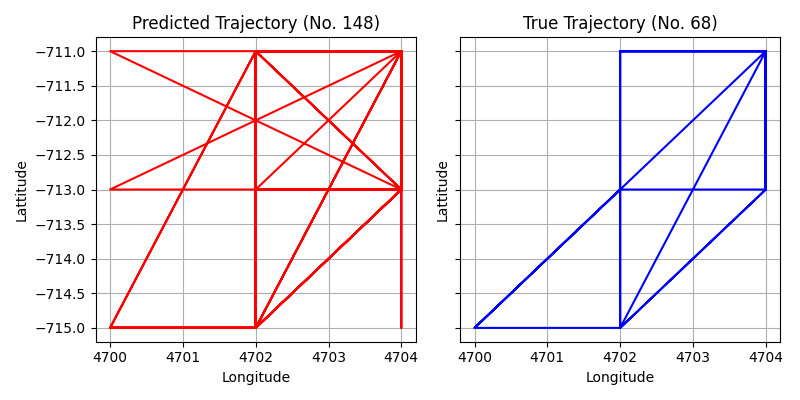 Predicted Trajectory (No. 148)
True Trajectory (No. 68)
Lattitude
−711.0
−711.5
−712.0
−712.5
−713.0
−713.5
−714.0
−714.5
−715.0
4700 4701 4702 4703 4704
Longitude
Lattitude
4700 4701 4702 4703 4704
Longitude